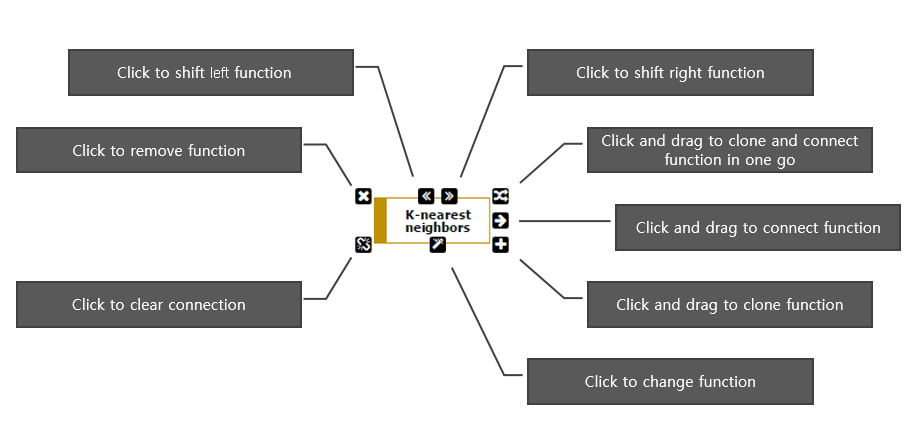 Click to shift left function
Click to shift right function
Click to remove function
Click and drag to clone and connect
function in one go
K-nearest
neighbors
Click and drag to connect function
Click to clear connection
Click and drag to clone function
Click to change function